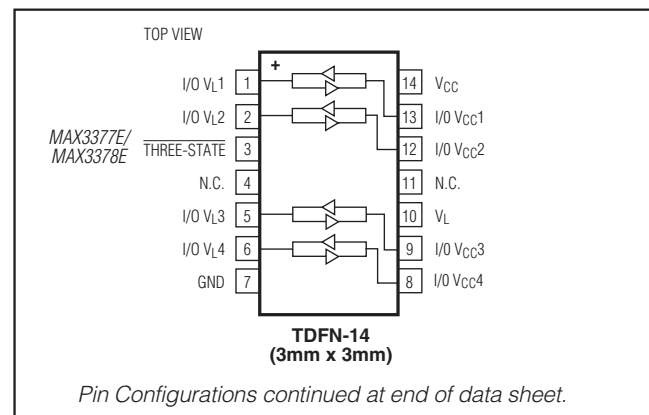 TOP VIEW
+
I/O VL1 1 14 VCC
I/O VL2 2 13 I/O VCC1
MAX3377E/
MAX3378E
THREE-STATE 3 12 I/O VCC2
N.C. 4 11 N.C.
I/O VL3 5 10 VL
I/O VL4 6 9 I/O VCC3
GND 7 8 I/O VCC4
TDFN-14
(3mm x 3mm)
Pin Configurations continued at end of data sheet.